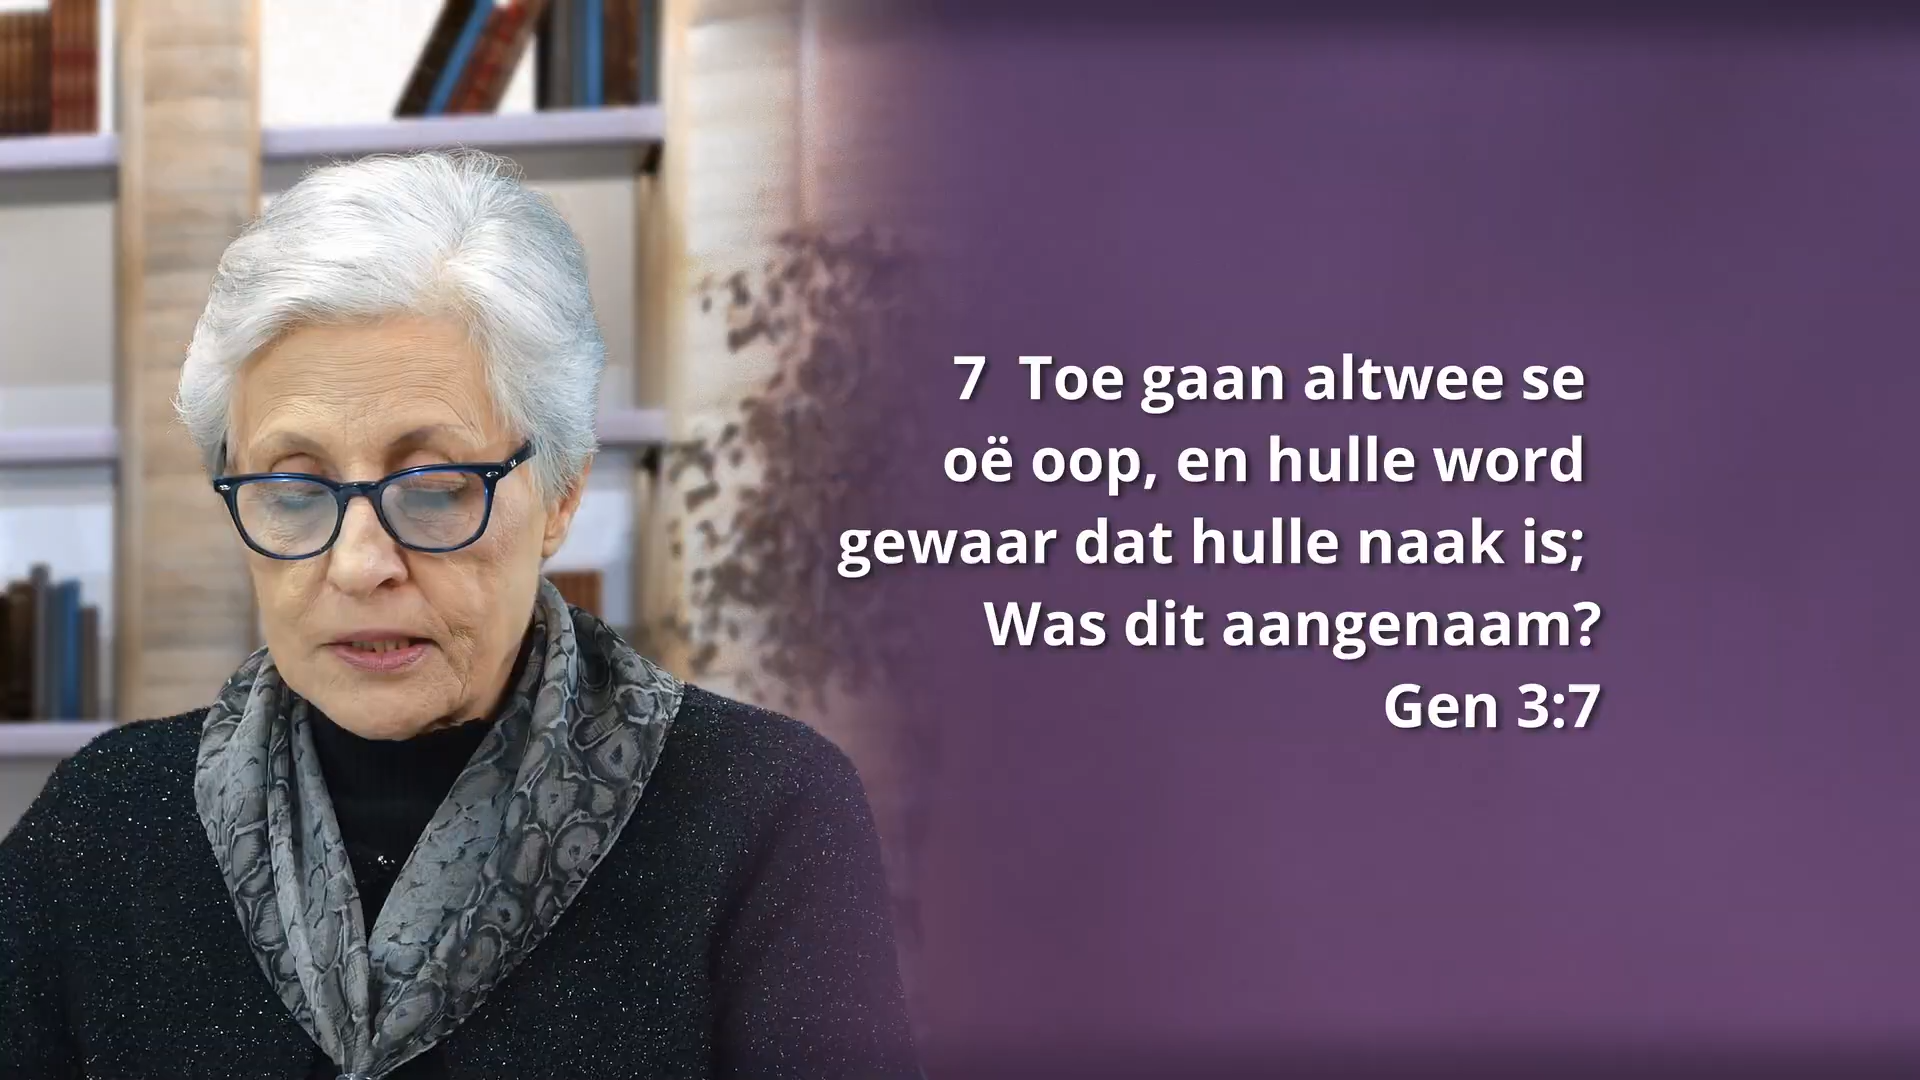 7 Toe gaan altwee se
oë oop, en hulle word
gewaar dat hulle naak is;
Was dit aangenaam?
Gen 3:7